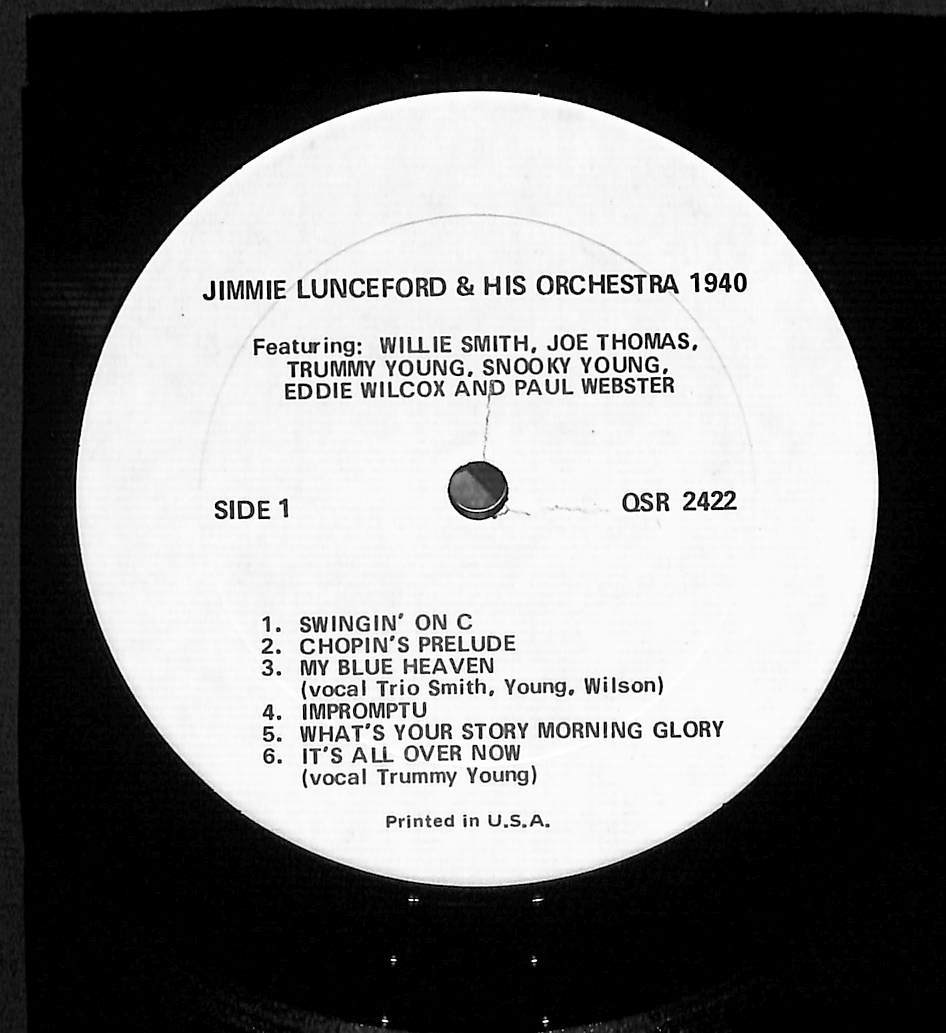 JIMMIE LUNCEFORD & HIS ORCHESTRA 1940
Featuring: WILLIE SMITH, JOE THOMAS,
TRUMMY YOUNG, SNOOKY YOUNG,
EDDIE WILCOX AND PAUL WEBSTER
SIDE 1 QSR 2422
1. SWINGIN' ON C
2. CHOPIN'S PRELUDE
3. MY BLUE HEAVEN
(vocal Trio Smith, Young, Wilson)
4. IMPROMPTU
5. WHAT'S YOUR STORY MORNING GLORY
6. IT'S ALL OVER NOW
(vocal Trummy Young)
Printed in U.S.A.